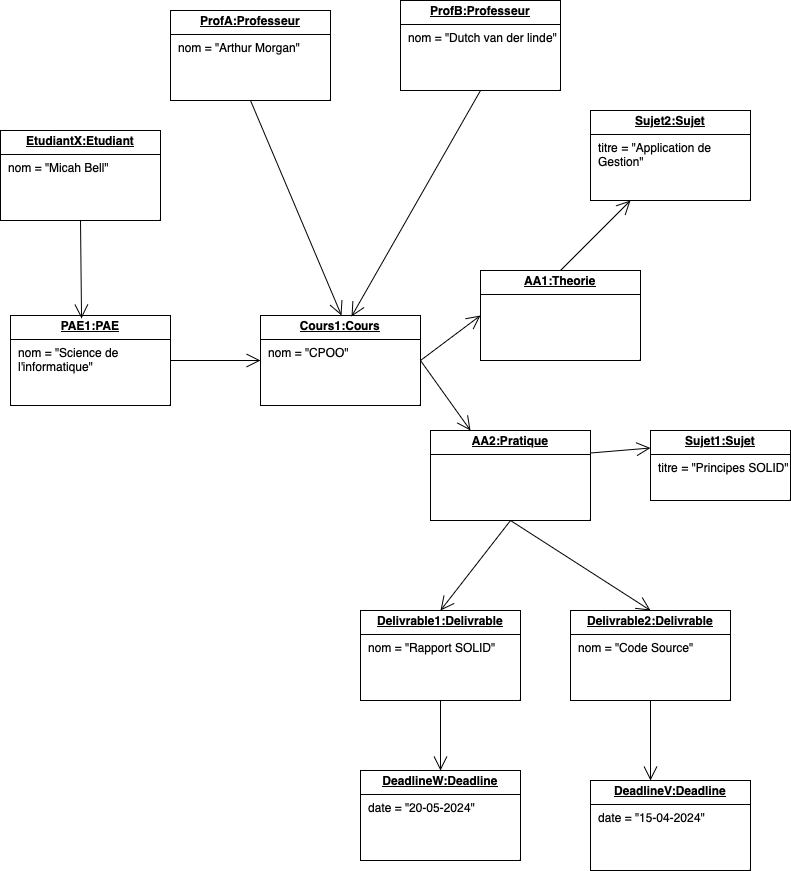 ProfA:Professeur
nom = "Arthur Morgan"
ProfB:Professeur
nom = "Dutch van der linde"
EtudiantX:Etudiant
nom = "Micah Bell"
Sujet2:Sujet
titre = "Application de
Gestion"
AA1:Theorie
PAE1:PAE
nom = "Science de
l'informatique"
Cours1:Cours
nom = "CPOO"
AA2:Pratique
Sujet1:Sujet
titre = "Principes SOLID"
Delivrable1:Delivrable
nom = "Rapport SOLID"
Delivrable2:Delivrable
nom = "Code Source"
DeadlineW:Deadline
date = "20-05-2024"
DeadlineV:Deadline
date = "15-04-2024"